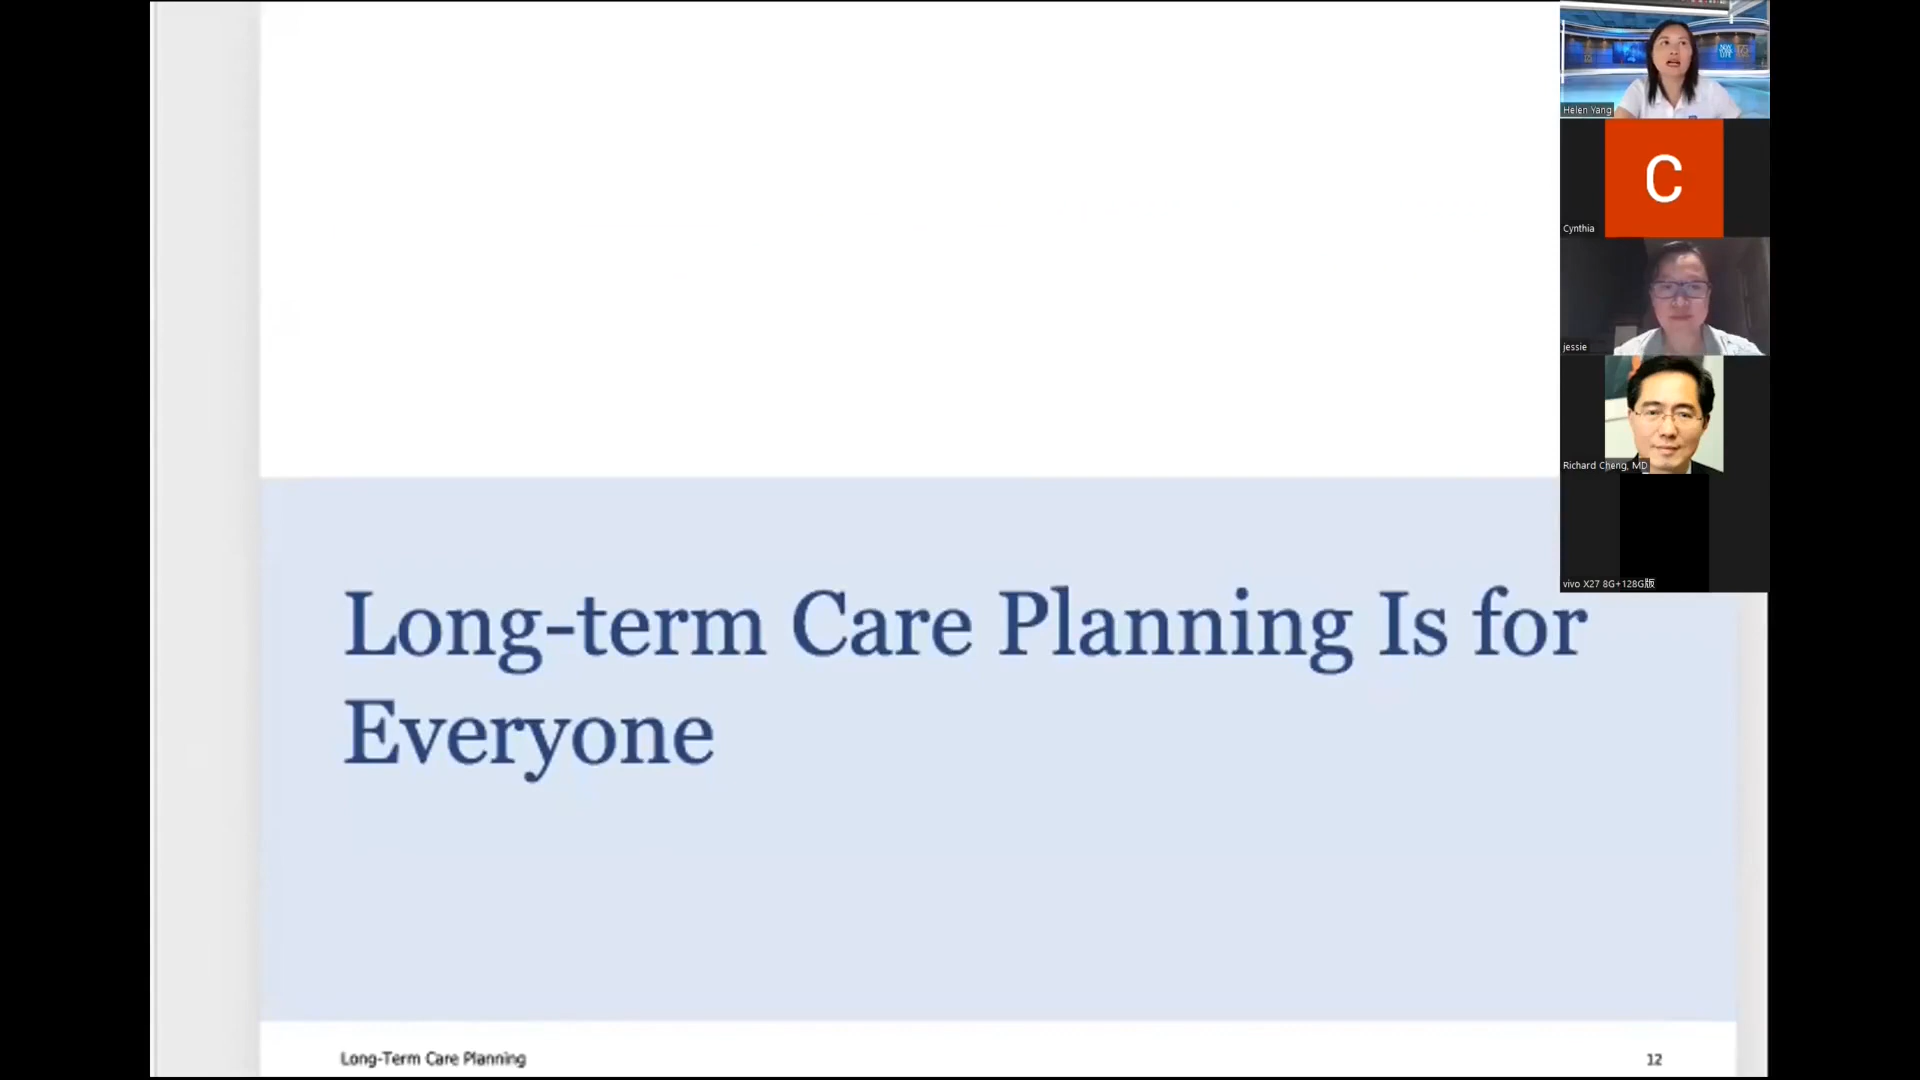 Helen Yang
C
Cynthia
jessie
Richard Cheng, MD
vivo X27 8G+128G版
Long-term Care Planning Is for
Everyone
Long-Term Care Planning
12